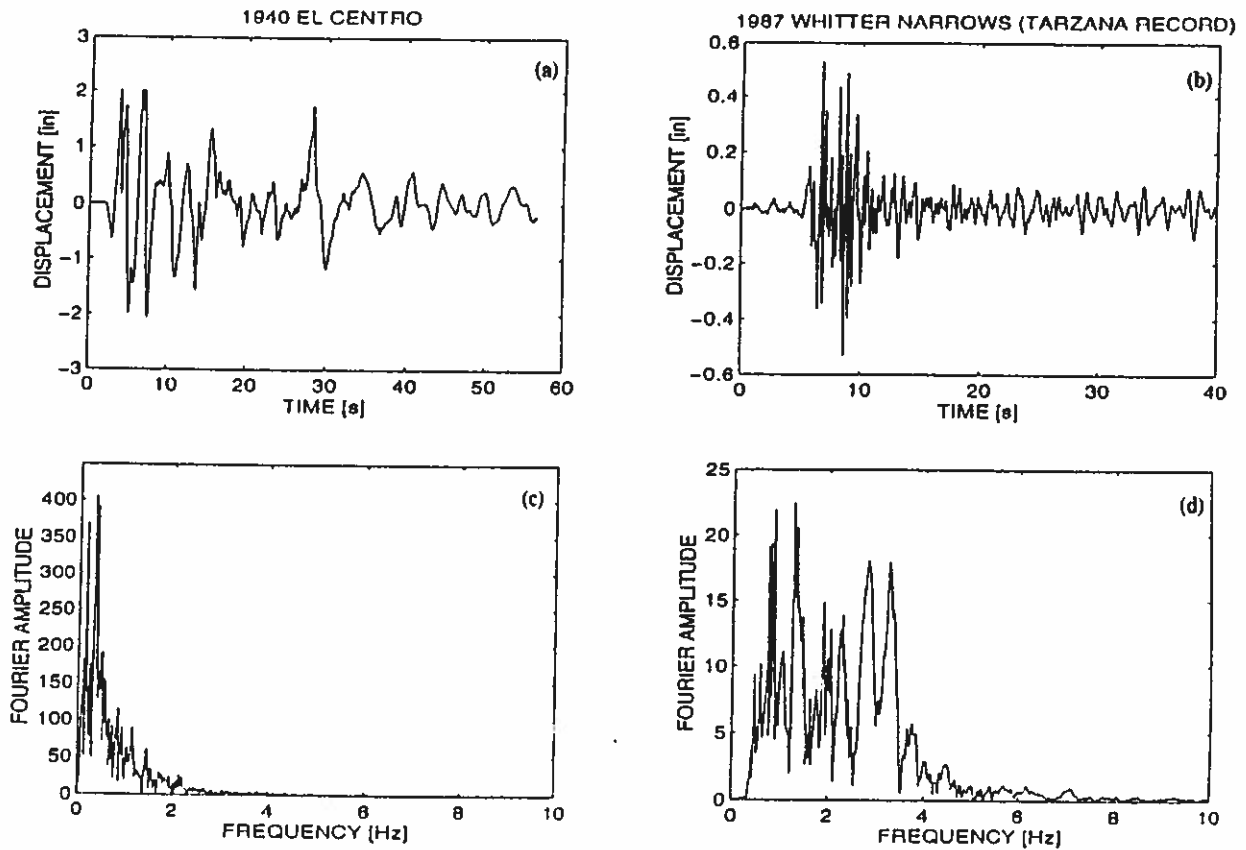 1940 EL CENTRO
(a)
DISPLACEMENT [in]
3
2
1
0
-1
-2
-3
0 10 20 30 40 50 60
TIME [s]
1987 WHITTER NARROWS (TARZANA RECORD)
(b)
DISPLACEMENT [in]
0.6
0.4
0.2
0
-0.2
-0.4
-0.6
0 10 20 30 40
TIME [s]
(c)
FOURIER AMPLITUDE
400
350
300
250
200
150
100
50
0
0 2 4 6 8 10
FREQUENCY [Hz]
(d)
FOURIER AMPLITUDE
25
20
15
10
5
0
0 2 4 6 8 10
FREQUENCY [Hz]